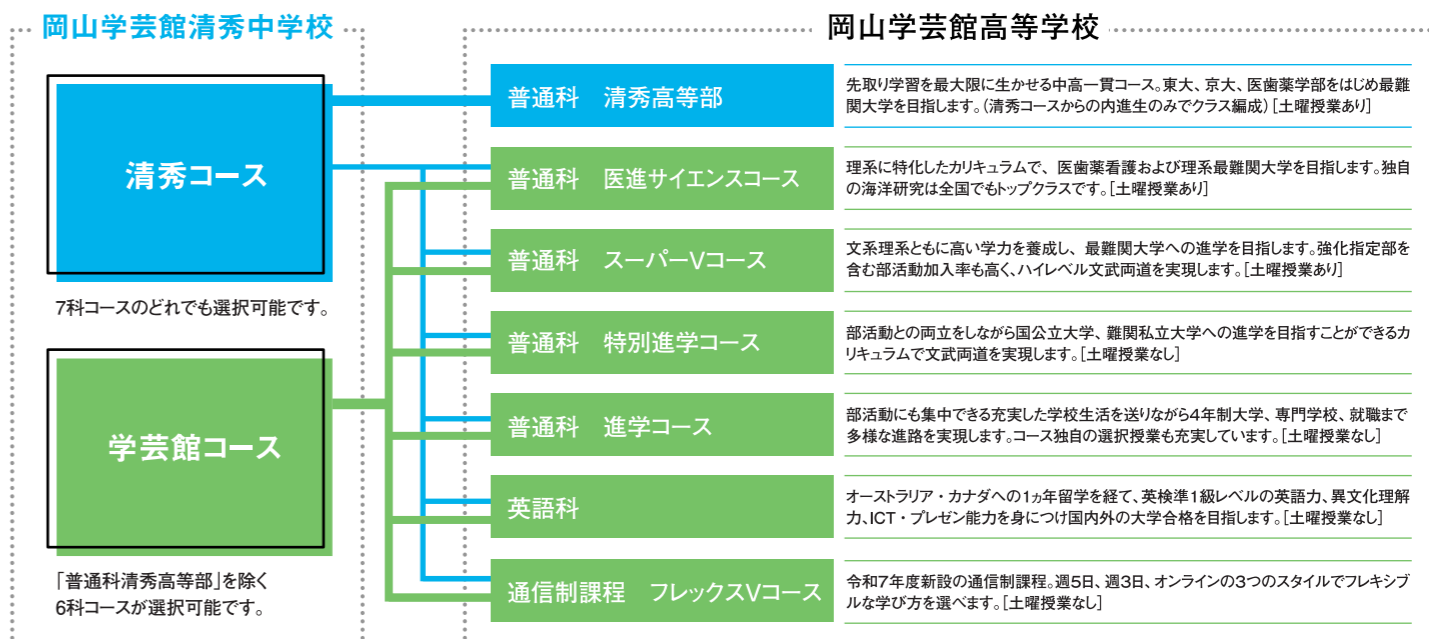 岡山学芸館清秀中学校
清秀コース
7科コースのどれでも選択可能です。
学芸館コース
「普通科清秀高等部」を除く
6科コースが選択可能です。
岡山学芸館高等学校
普通科　清秀高等部
先取り学習を最大限に生かせる中高一貫コース。東大、京大、医歯薬学部をはじめ最難
関大学を目指します。(清秀コースからの内進生のみでクラス編成)[土曜授業あり]
普通科　医進サイエンスコース
理系に特化したカリキュラムで、医歯薬看護および理系最難関大学を目指します。独自
の海洋研究は全国でもトップクラスです。[土曜授業あり]
普通科　スーパーVコース
文系理系ともに高い学力を養成し、最難関大学への進学を目指します。強化指定部を
含む部活動加入率も高く、ハイレベル文武両道を実現します。[土曜授業あり]
普通科　特別進学コース
部活動との両立をしながら国公立大学、難関私立大学への進学を目指すことができるカ
リキュラムで文武両道を実現します。[土曜授業なし]
普通科　進学コース
部活動にも集中できる充実した学校生活を送りながら4年制大学、専門学校、就職まで
多様な進路を実現します。コース独自の選択授業も充実しています。[土曜授業なし]
英語科
オーストラリア・カナダへの1ヵ年留学を経て、英検準1級レベルの英語力、異文化理解
力、ICT・プレゼン能力を身につけ国内外の大学合格を目指します。[土曜授業なし]
通信制課程　フレックスVコース
令和7年度新設の通信制課程。週5日、週3日、オンラインの3つのスタイルでフレキシブ
ルな学び方を選べます。[土曜授業なし]